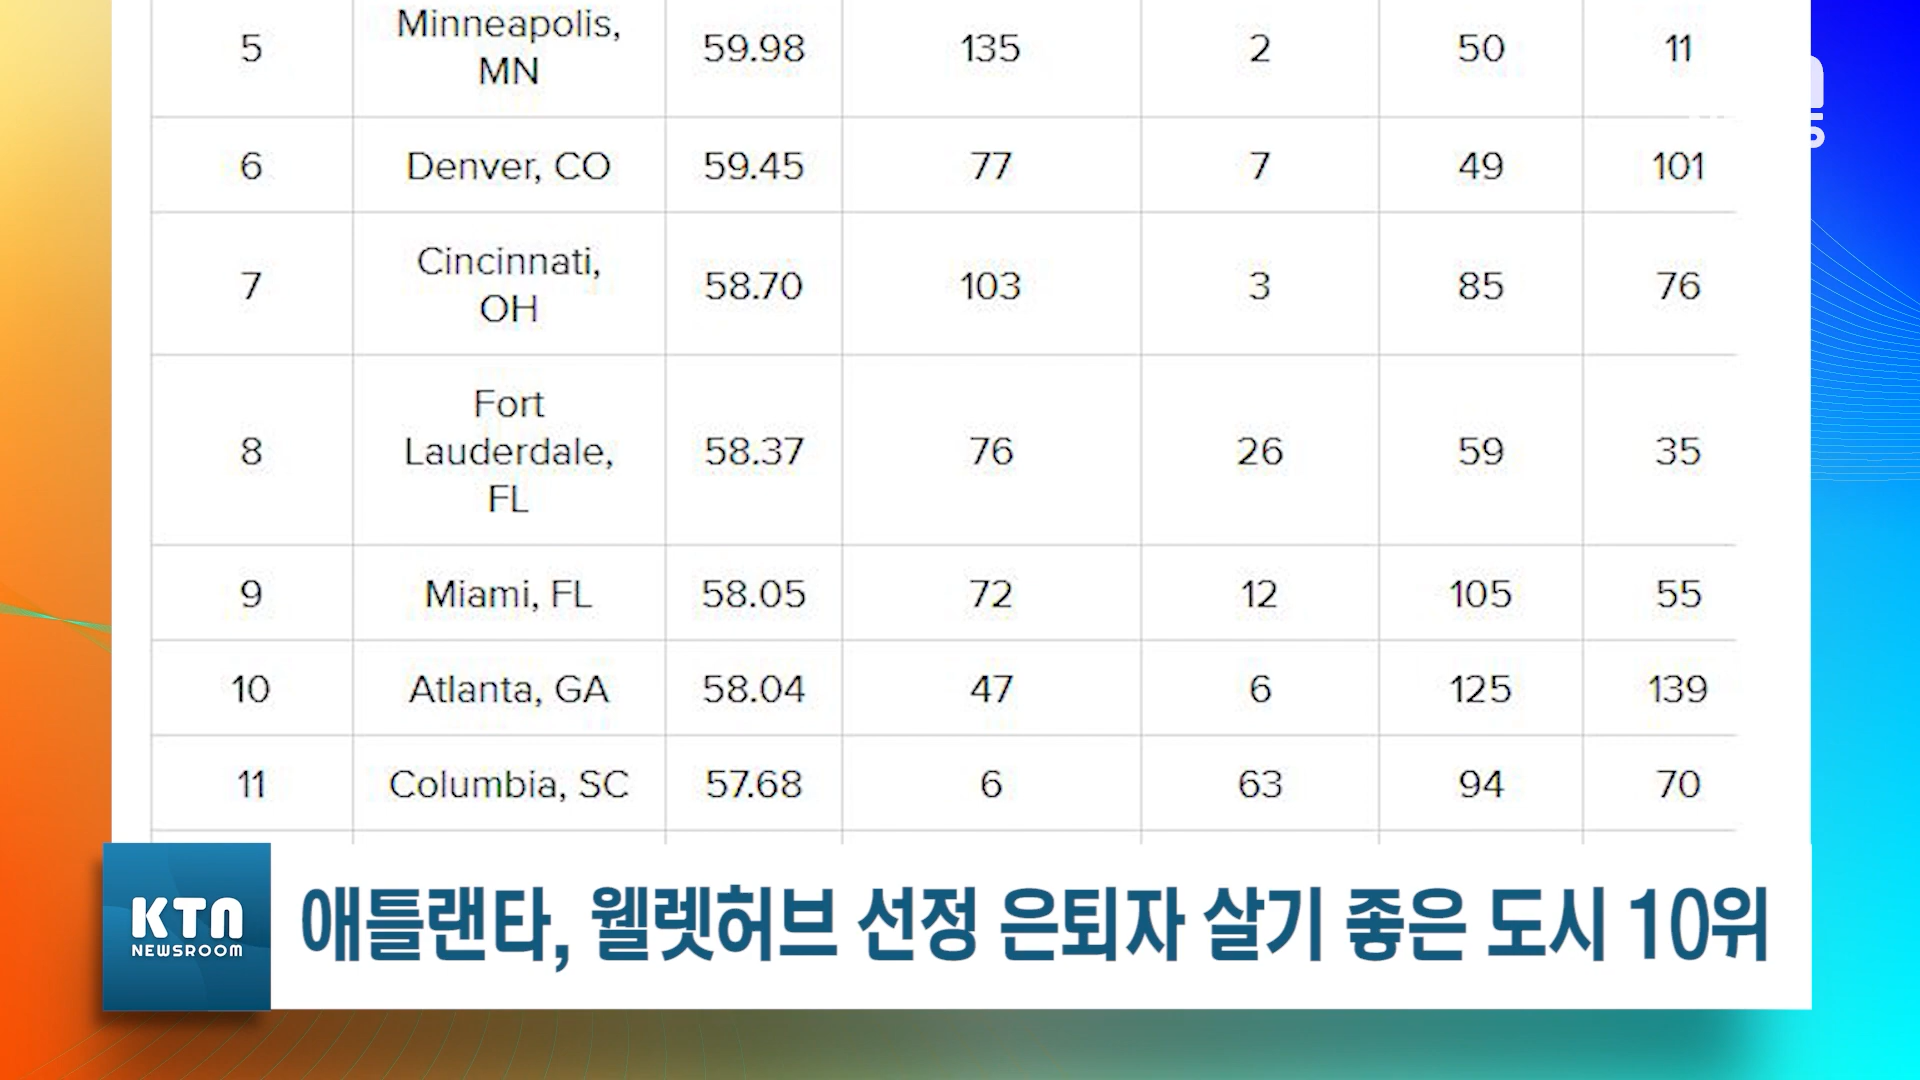 5 Minneapolis, MN 59.98 135 2 50 11
6 Denver, CO 59.45 77 7 49 101
7 Cincinnati, OH 58.70 103 3 85 76
8 Fort Lauderdale, FL 58.37 76 26 59 35
9 Miami, FL 58.05 72 12 105 55
10 Atlanta, GA 58.04 47 6 125 139
11 Columbia, SC 57.68 6 63 94 70
KTN
NEWSROOM
애틀랜타, 웰렛허브 선정 은퇴자 살기 좋은 도시 10위